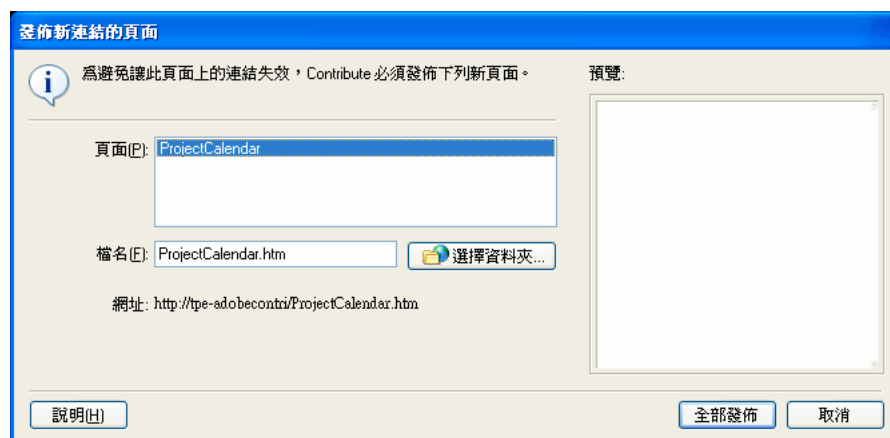 發佈新連結的頁面
為避免讓此頁面上的連結失效，Contribute 必須發佈下列新頁面。
預覽:
頁面(P):
ProjectCalendar
檔名(F):
ProjectCalendar.htm
選擇資料夾...
網址: http://tpe-adobecontri/ProjectCalendar.htm
說明(H)
全部發佈
取消